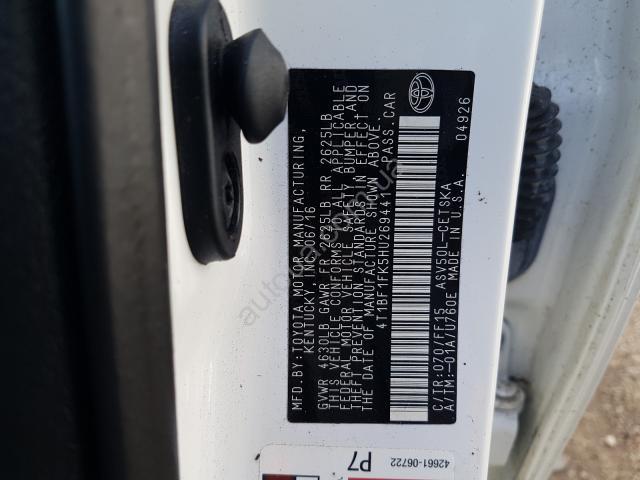 MFD.BY:TOYOTA MOTOR MANUFACTURING,
KENTUCKY, INC. 06/16
GVWR 4630LB GAWR FR 2625LB RR 2625LB
THIS VEHICLE CONFORMS TO ALL APPLICABLE
FEDERAL MOTOR VEHICLE SAFETY, BUMPER, AND
THEFT PREVENTION STANDARDS IN EFFECT ON
THE DATE OF MANUFACTURE SHOWN ABOVE.
4T1BF1FK5HU269441 PASS. CAR
C/TR:070/FF15 ASV50L-CETSKA
A/TM:-01A/U760E MADE IN U.S.A.
04926
P7
42661-06722